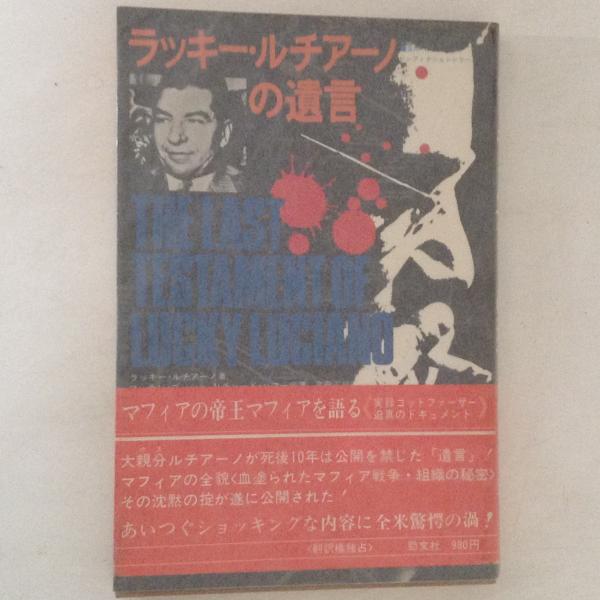 ラッキー・ルチアーノ
の遺言
THE LAST
TESTAMENT OF
LUCKY LUCIANO
ラッキー・ルチアーノ著
マフィアの帝王マフィアを語る
《実録ゴッドファーザー
迫真のドキュメント》
大親分ルチアーノが死後10年は公開を禁じた「遺言」!
マフィアの全貌〈血塗られたマフィア戦争・組織の秘密〉
その沈黙の掟が遂に公開された!
あいつぐショッキングな内容に全米驚愕の渦!
〈翻訳権独占〉 勁文社 980円